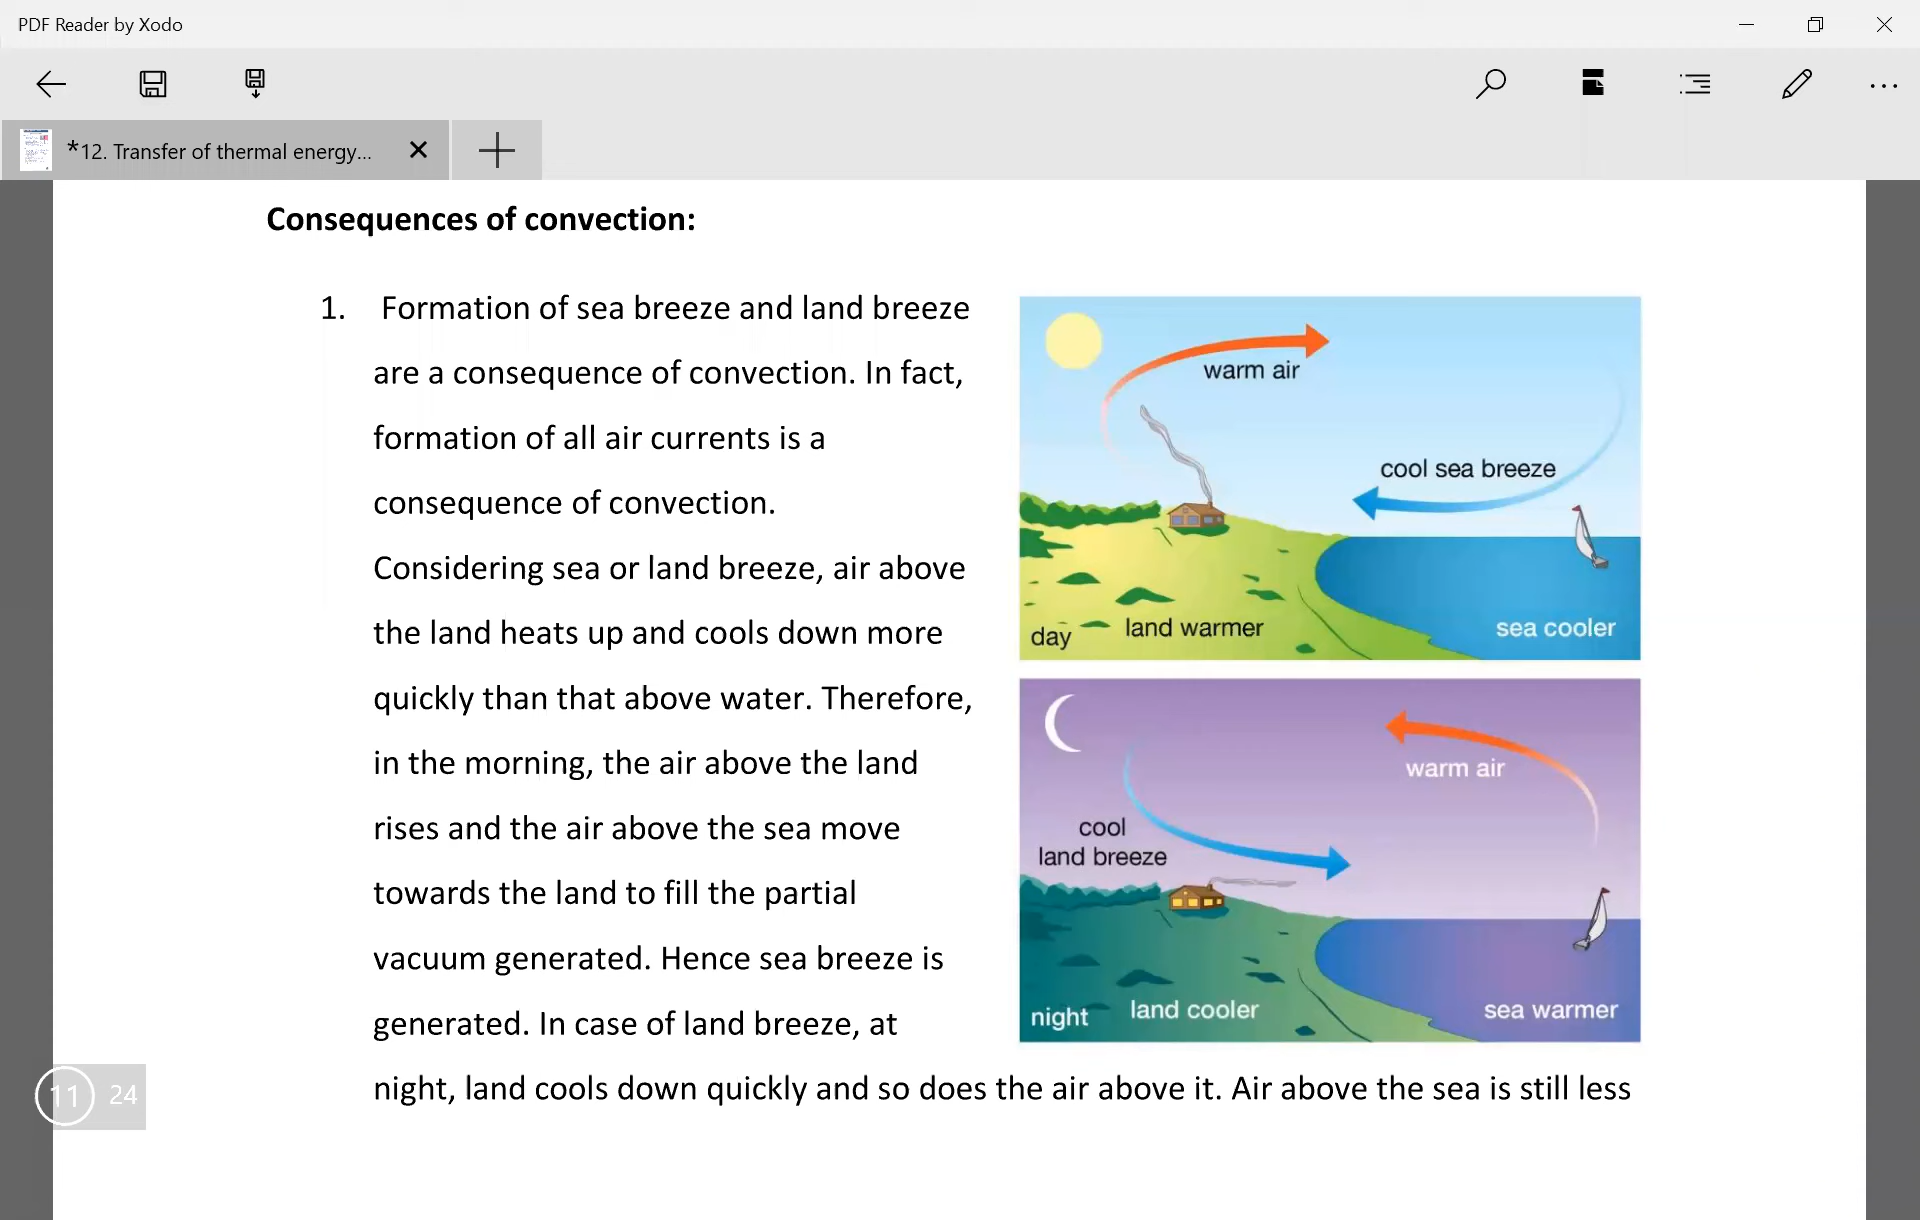 PDF Reader by Xodo
*12. Transfer of thermal energy...
Consequences of convection:
1. Formation of sea breeze and land breeze
are a consequence of convection. In fact,
formation of all air currents is a
consequence of convection.
Considering sea or land breeze, air above
the land heats up and cools down more
quickly than that above water. Therefore,
in the morning, the air above the land
rises and the air above the sea move
towards the land to fill the partial
vacuum generated. Hence sea breeze is
generated. In case of land breeze, at
night, land cools down quickly and so does the air above it. Air above the sea is still less
warm air
cool sea breeze
day
land warmer
sea cooler
warm air
cool
land breeze
night
land cooler
sea warmer
11 24